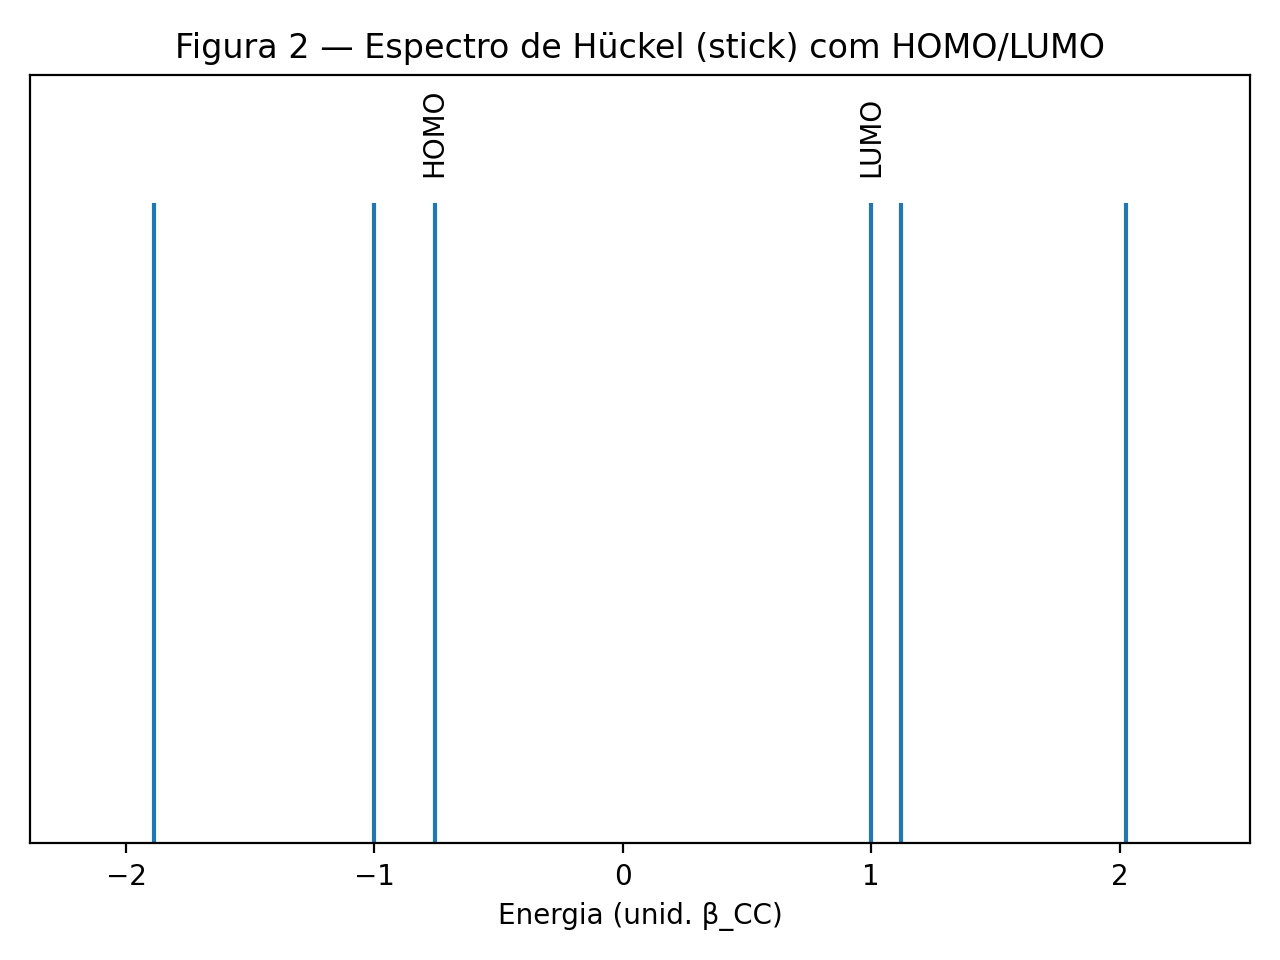 Figura 2 — Espectro de Hückel (stick) com HOMO/LUMO
HOMO
LUMO
−2
−1
0
1
2
Energia (unid. β_CC)